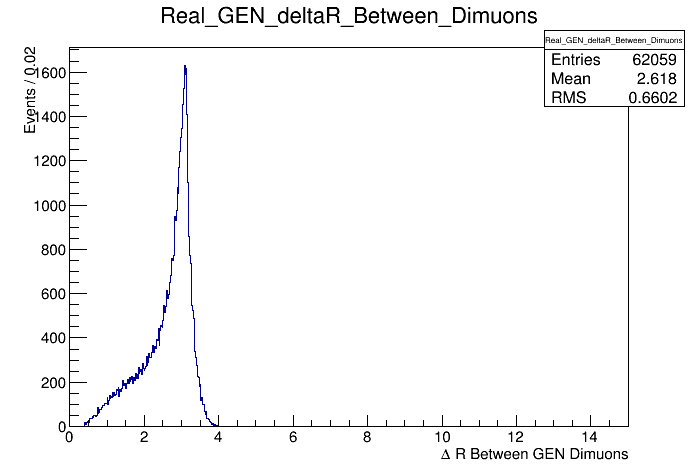 Real_GEN_deltaR_Between_Dimuons
Real_GEN_deltaR_Between_Dimuons
Entries 62059
Mean 2.618
RMS 0.6602
Events / 0.02
1600
1400
1200
1000
800
600
400
200
0
0 2 4 6 8 10 12 14
Δ R Between GEN Dimuons